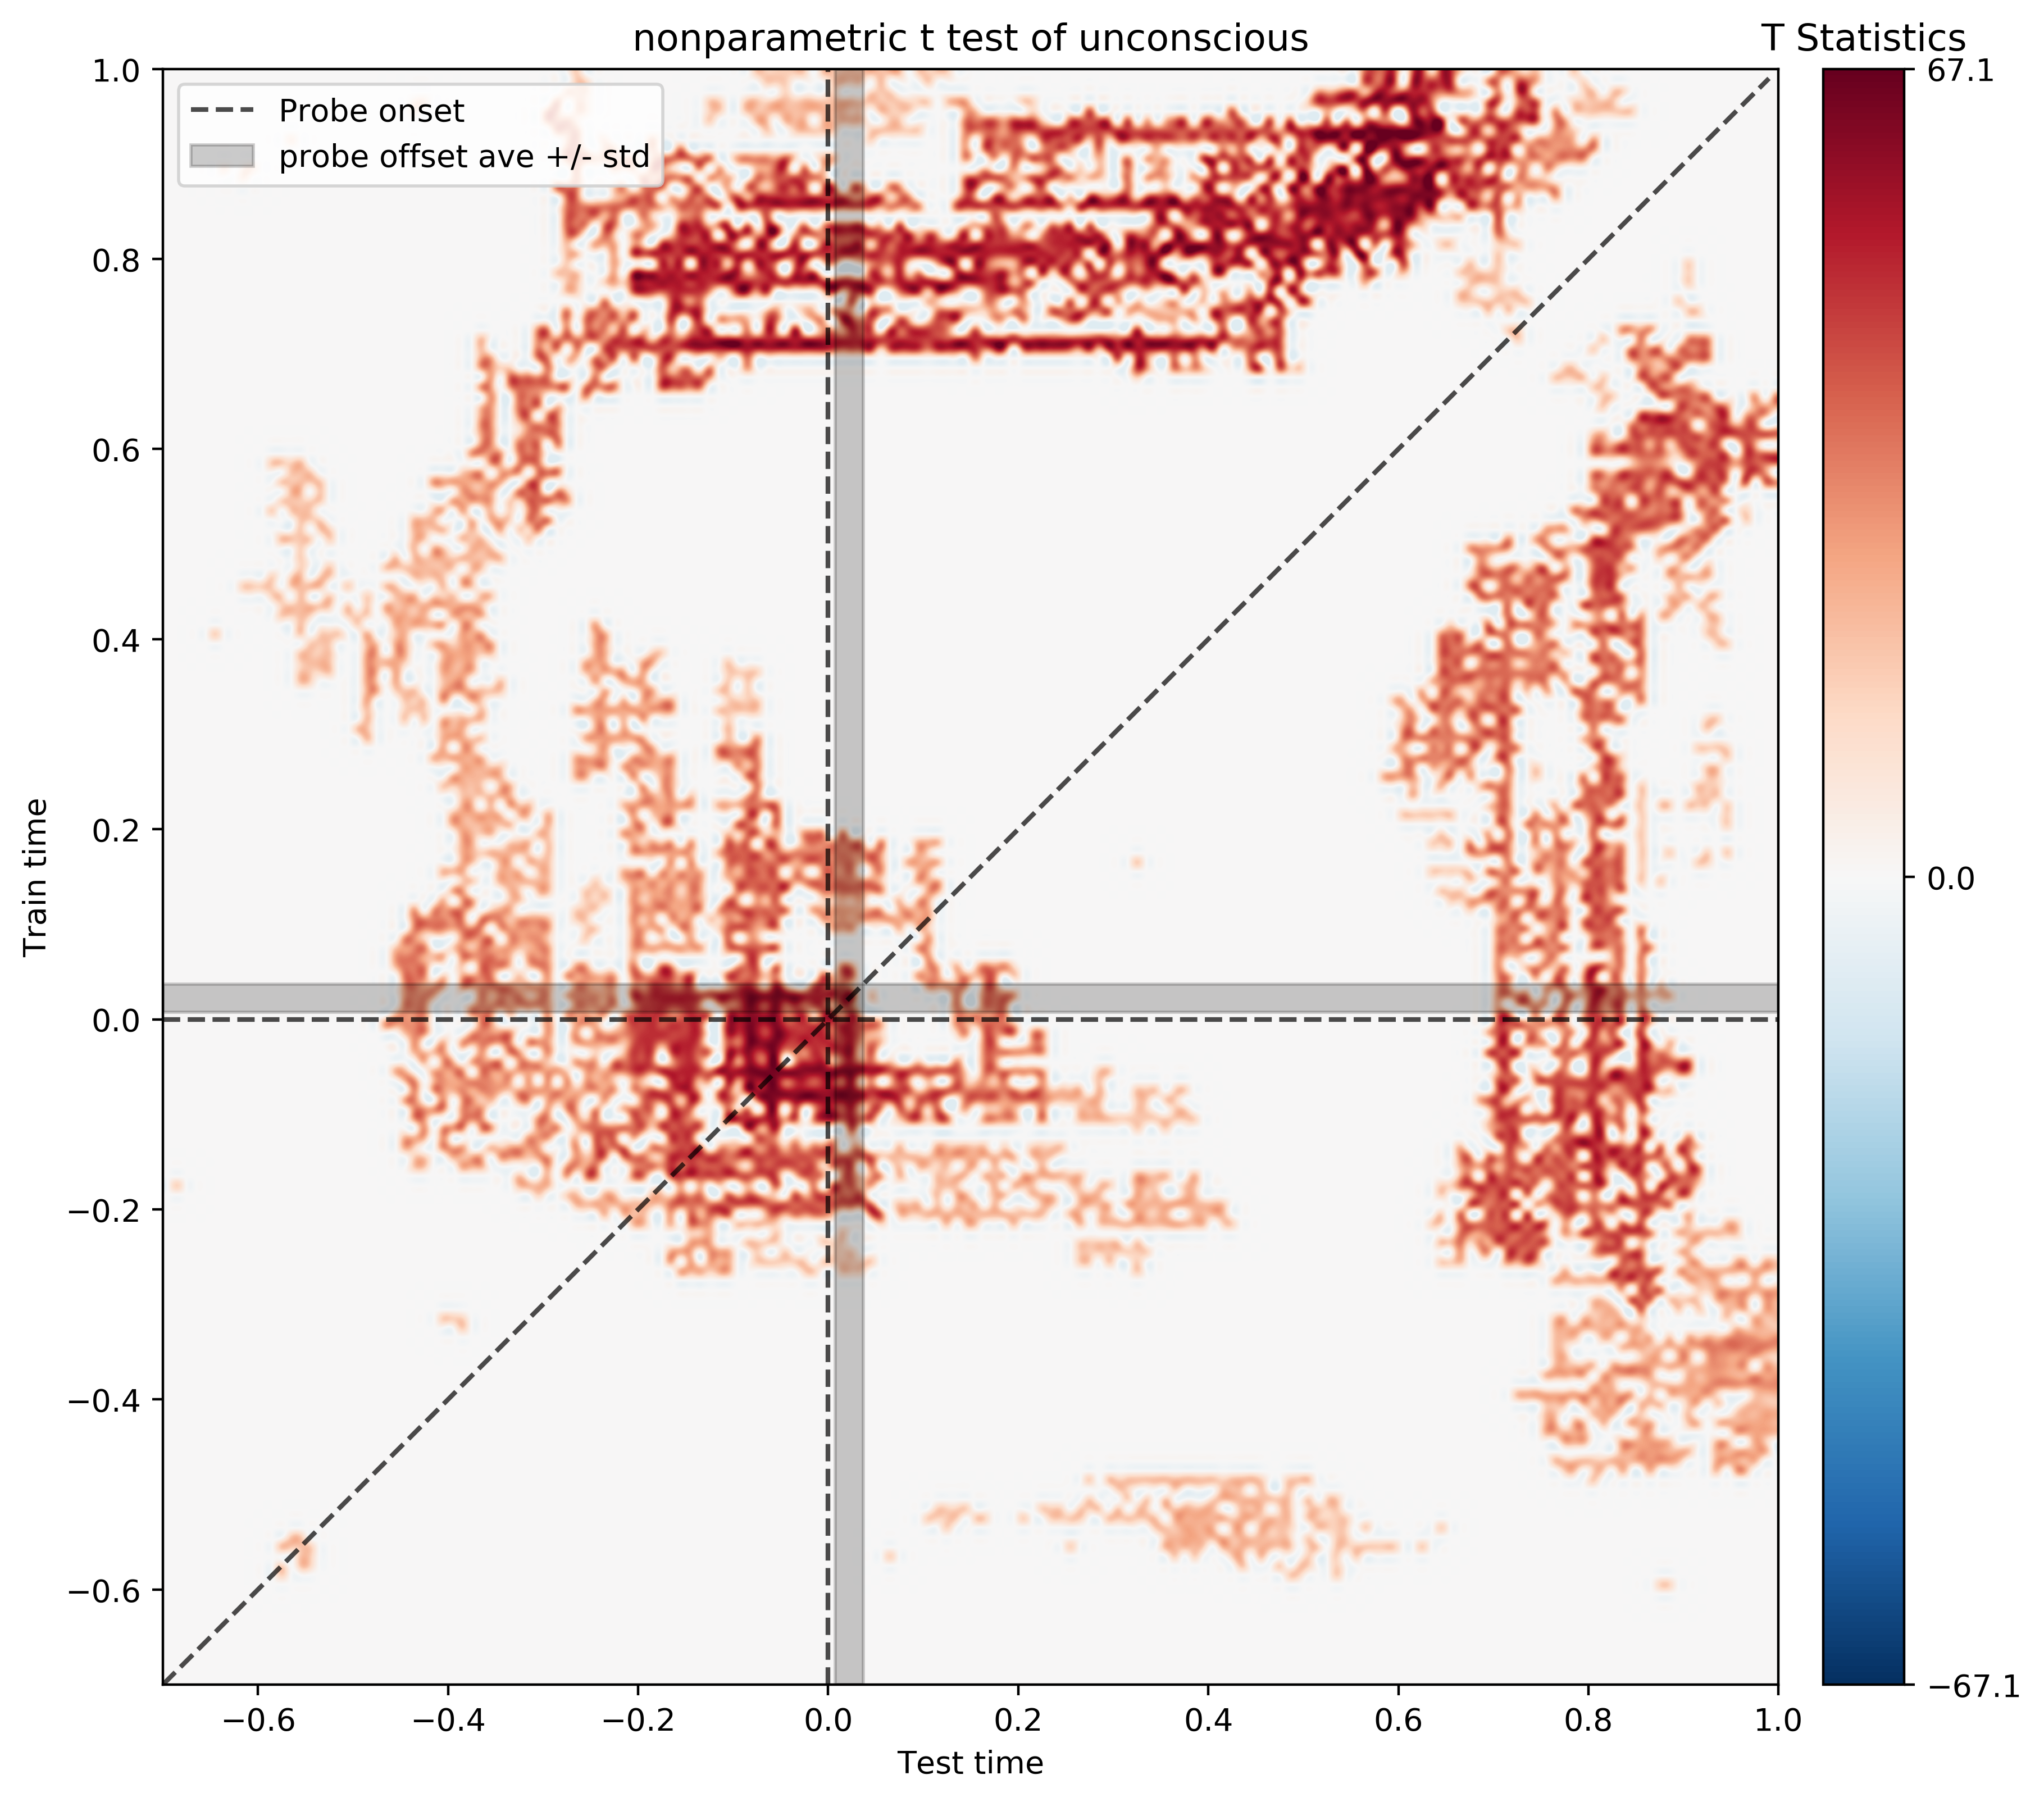 nonparametric t test of unconscious
T Statistics
Probe onset
probe offset ave +/- std
1.0
0.8
0.6
0.4
0.2
0.0
−0.2
−0.4
−0.6
Train time
−0.6 −0.4 −0.2 0.0 0.2 0.4 0.6 0.8 1.0
Test time
67.1
0.0
−67.1